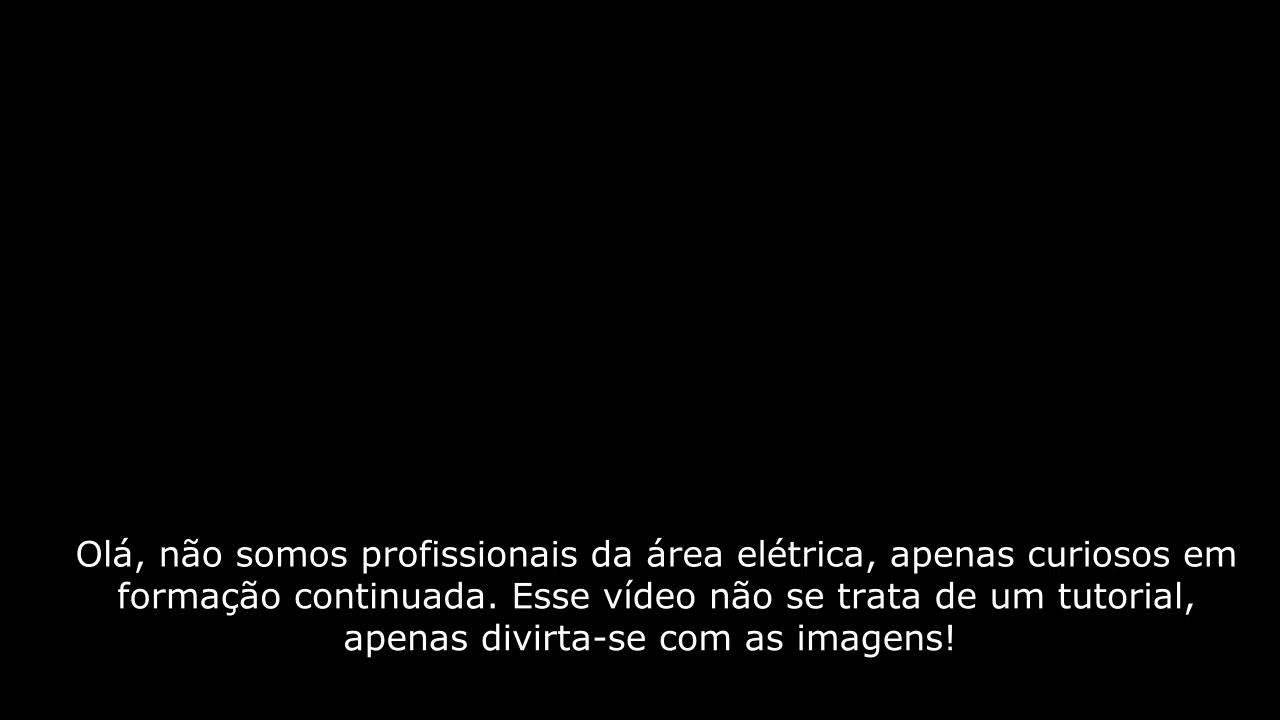 Olá, não somos profissionais da área elétrica, apenas curiosos em
formação continuada. Esse vídeo não se trata de um tutorial,
apenas divirta-se com as imagens!